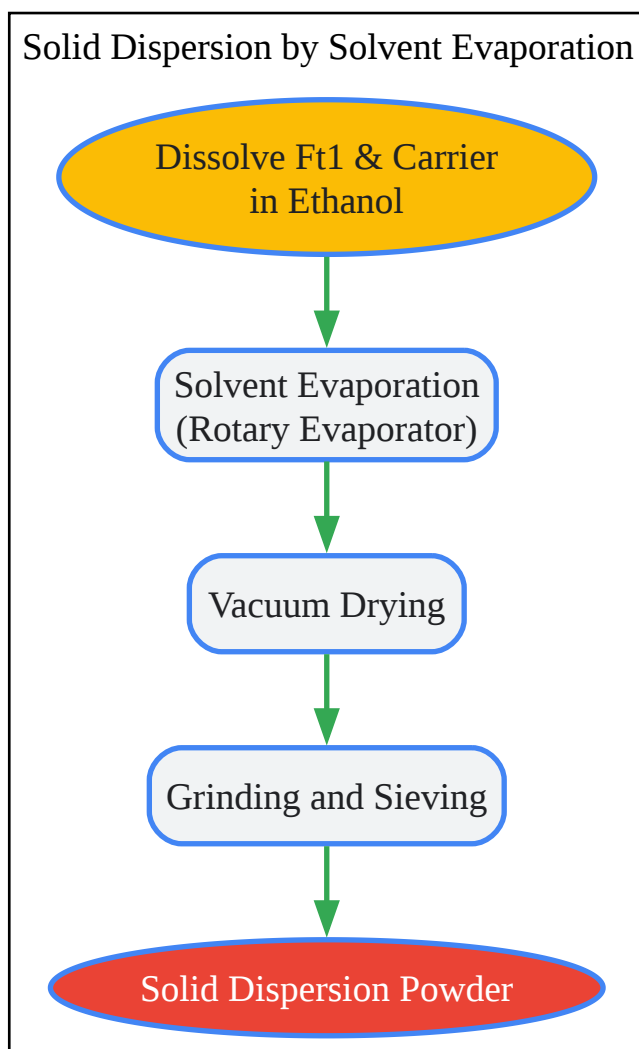 Solid Dispersion by Solvent Evaporation
Dissolve Ft1 & Carrier
in Ethanol
Solvent Evaporation
(Rotary Evaporator)
Vacuum Drying
Grinding and Sieving
Solid Dispersion Powder